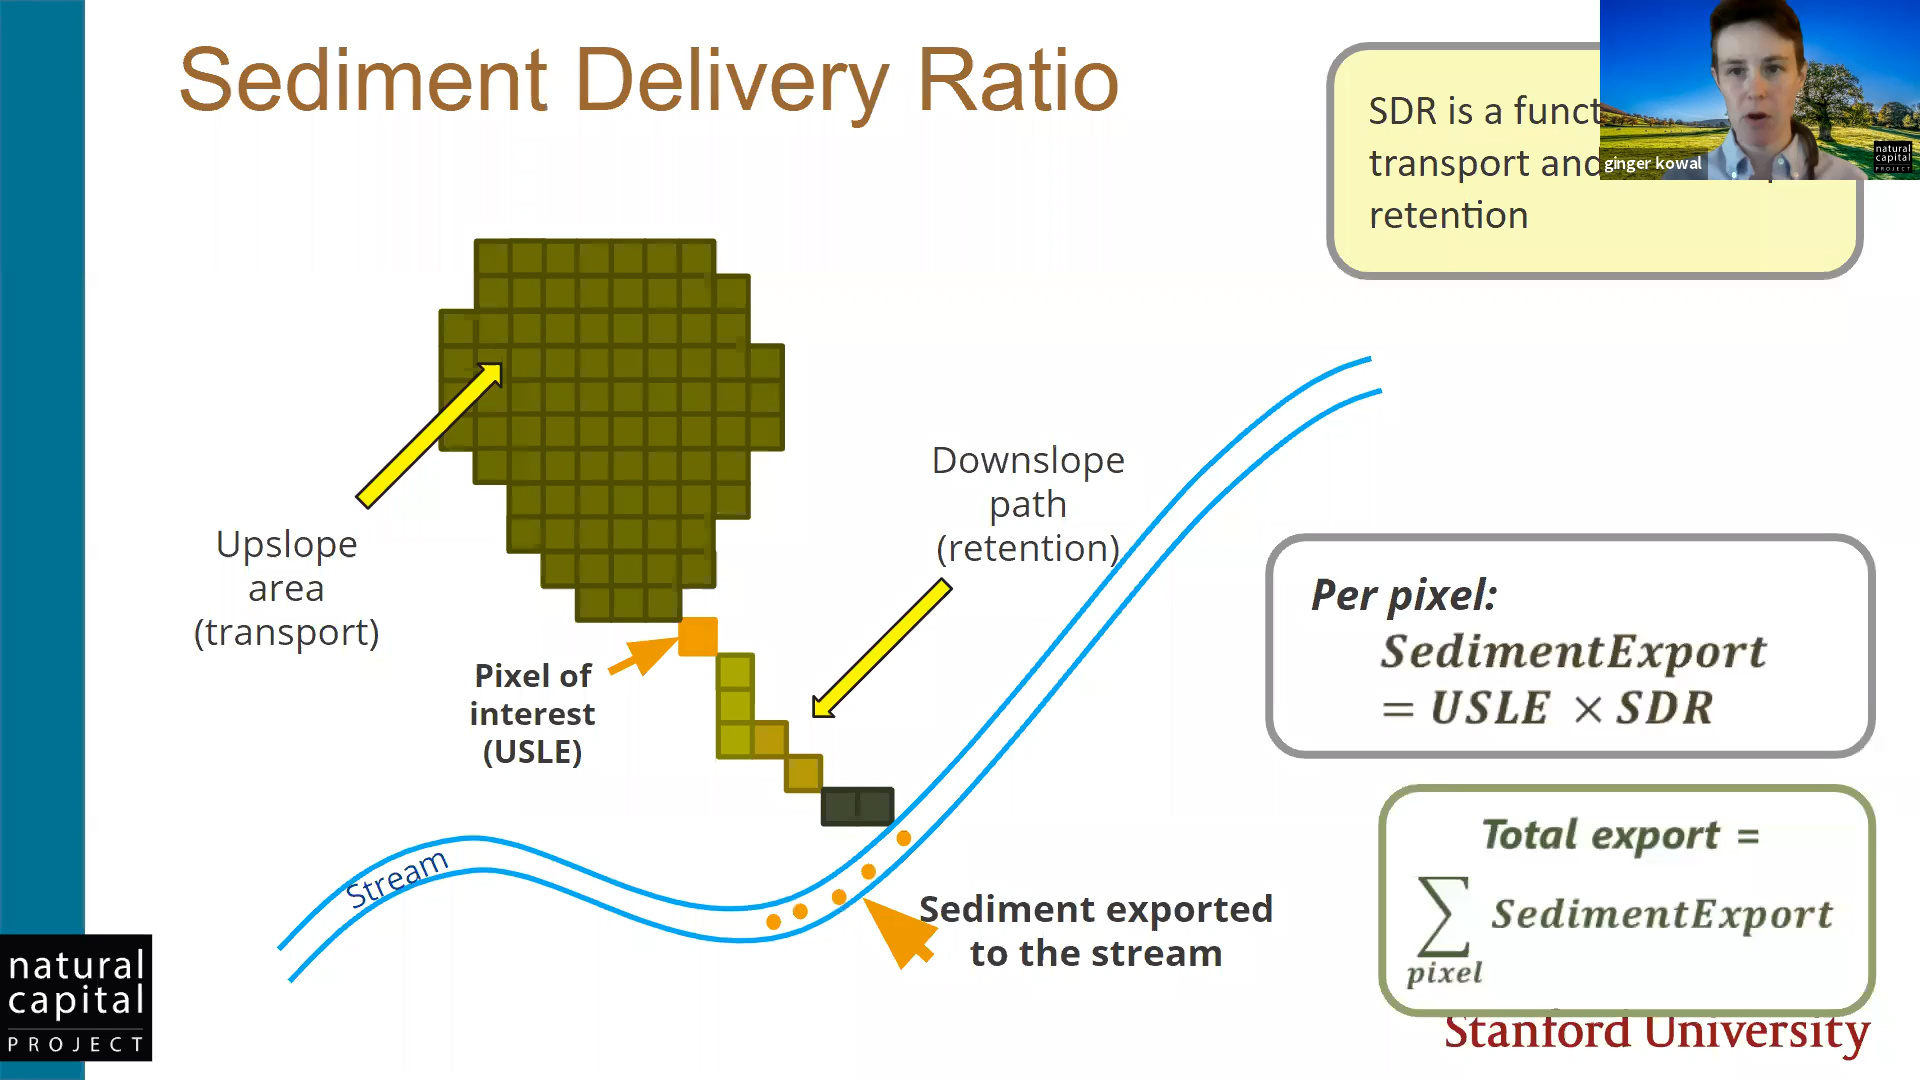 Sediment Delivery Ratio
SDR is a
transport and
retention
ginger kowal
natural
capital
PROJECT
Upslope
area
(transport)
Downslope
path
(retention)
Pixel of
interest
(USLE)
Per pixel:
SedimentExport
= USLE × SDR
Stream
Sediment exported
to the stream
Total export =
∑ SedimentExport
pixel
natural
capital
PROJECT
Stanford University